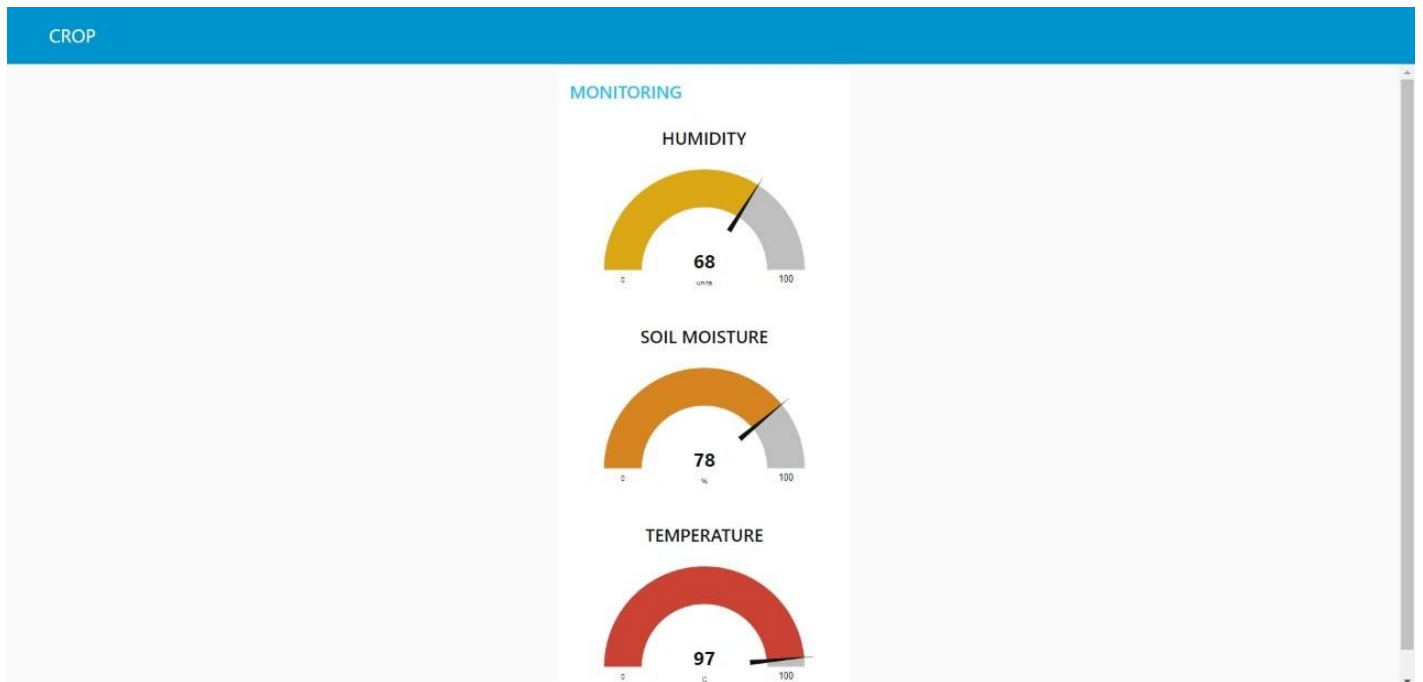 CROP
MONITORING
HUMIDITY
68
0
units
100
SOIL MOISTURE
78
0
%
100
TEMPERATURE
97
0
C
100